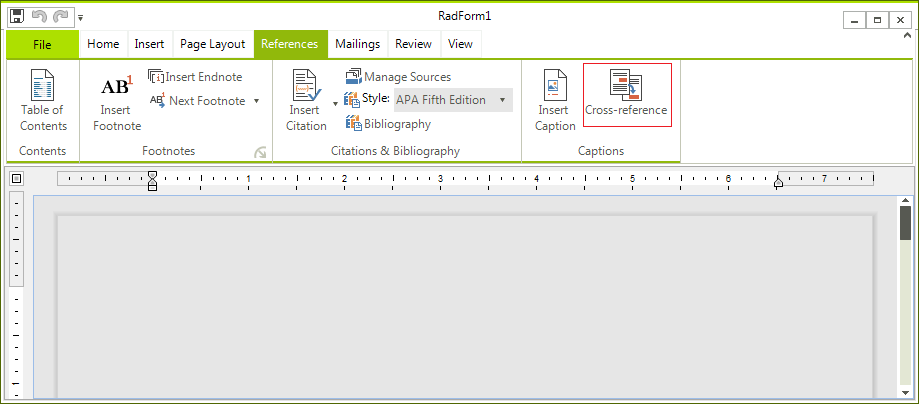 RadForm1
File Home Insert Page Layout References Mailings Review View
Table of
Contents
Contents
AB1
Insert
Footnote
[i] Insert Endnote
AB1 Next Footnote
Footnotes
Insert
Citation
Manage Sources
Style: APA Fifth Edition
Bibliography
Citations & Bibliography
Insert
Caption
Cross-reference
Captions
1 2 3 4 5 6 7